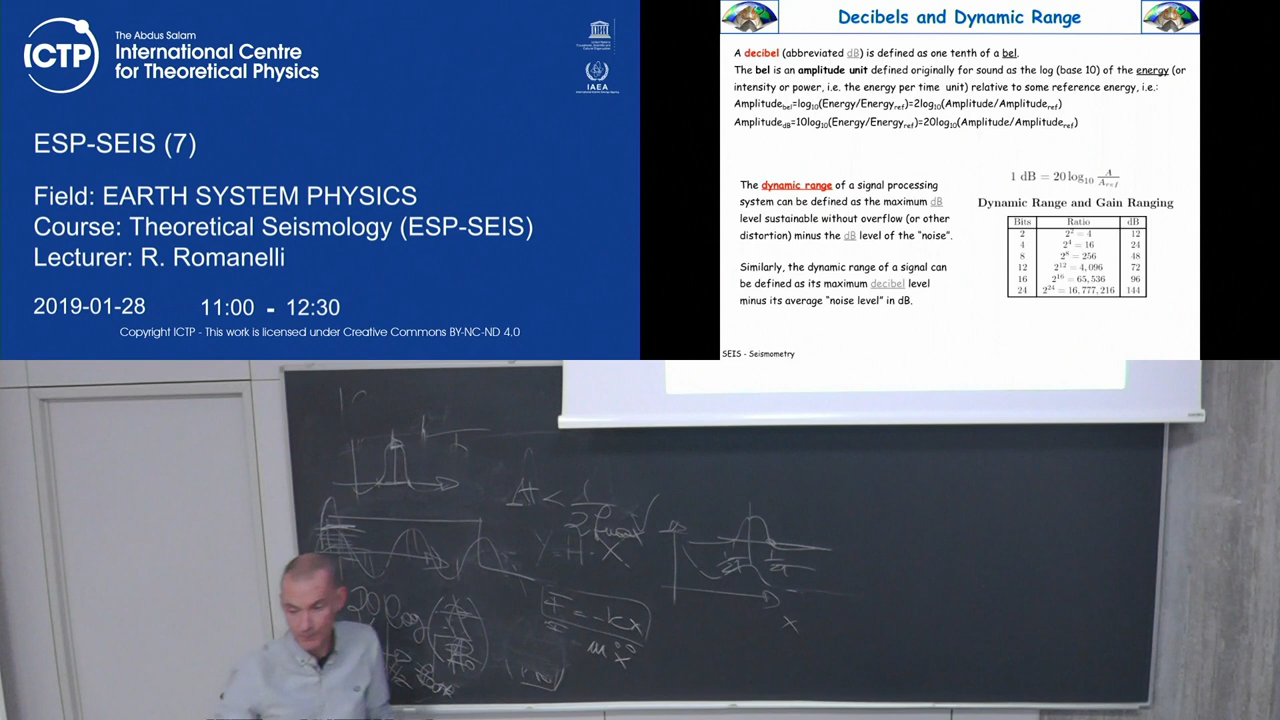 ICTP
The Abdus Salam
International Centre
for Theoretical Physics
IAEA
ESP-SEIS (7)
Field: EARTH SYSTEM PHYSICS
Course: Theoretical Seismology (ESP-SEIS)
Lecturer: R. Romanelli
2019-01-28 11:00 - 12:30
Copyright ICTP - This work is licensed under Creative Commons BY-NC-ND 4.0
Decibels and Dynamic Range
A decibel (abbreviated dB) is defined as one tenth of a bel.
The bel is an amplitude unit defined originally for sound as the log (base 10) of the energy (or
intensity or power, i.e. the energy per time unit) relative to some reference energy, i.e.:
Amplitude_bel=log10(Energy/Energy_ref)=2log10(Amplitude/Amplitude_ref)
Amplitude_dB=10log10(Energy/Energy_ref)=20log10(Amplitude/Amplitude_ref)
The dynamic range of a signal processing
system can be defined as the maximum dB
level sustainable without overflow (or other
distortion) minus the dB level of the “noise”.
Similarly, the dynamic range of a signal can
be defined as its maximum decibel level
minus its average “noise level” in dB.
1 dB = 20 log10 A/A_ref
Dynamic Range and Gain Ranging
Bits Ratio dB
2 2^2 = 4 12
4 2^4 = 16 24
8 2^8 = 256 48
12 2^12 = 4,096 72
16 2^16 = 65,536 96
24 2^24 = 16,777,216 144
SEIS - Seismometry
Y = H · X
20 log
= -kx
m ẍ
x